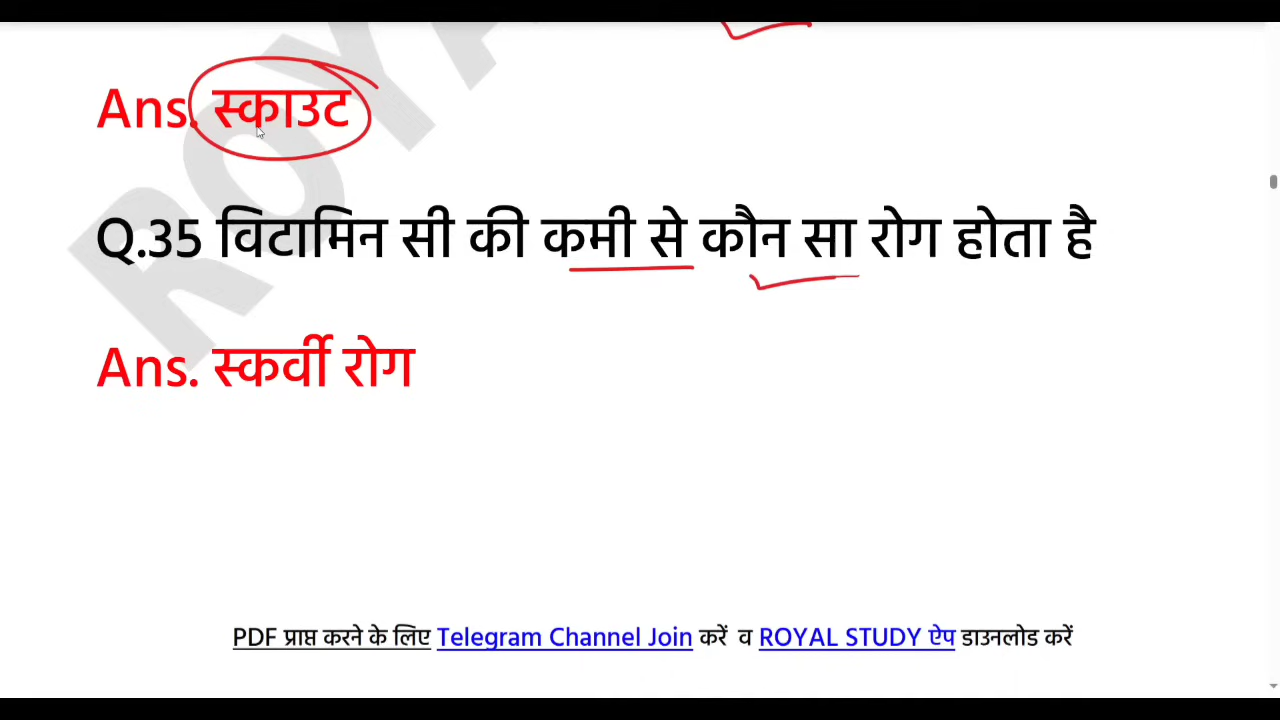 Ans. स्काउट
Q.35 विटामिन सी की कमी से कौन सा रोग होता है
Ans. स्कर्वी रोग
PDF प्राप्त करने के लिए Telegram Channel Join करें व ROYAL STUDY ऐप डाउनलोड करें